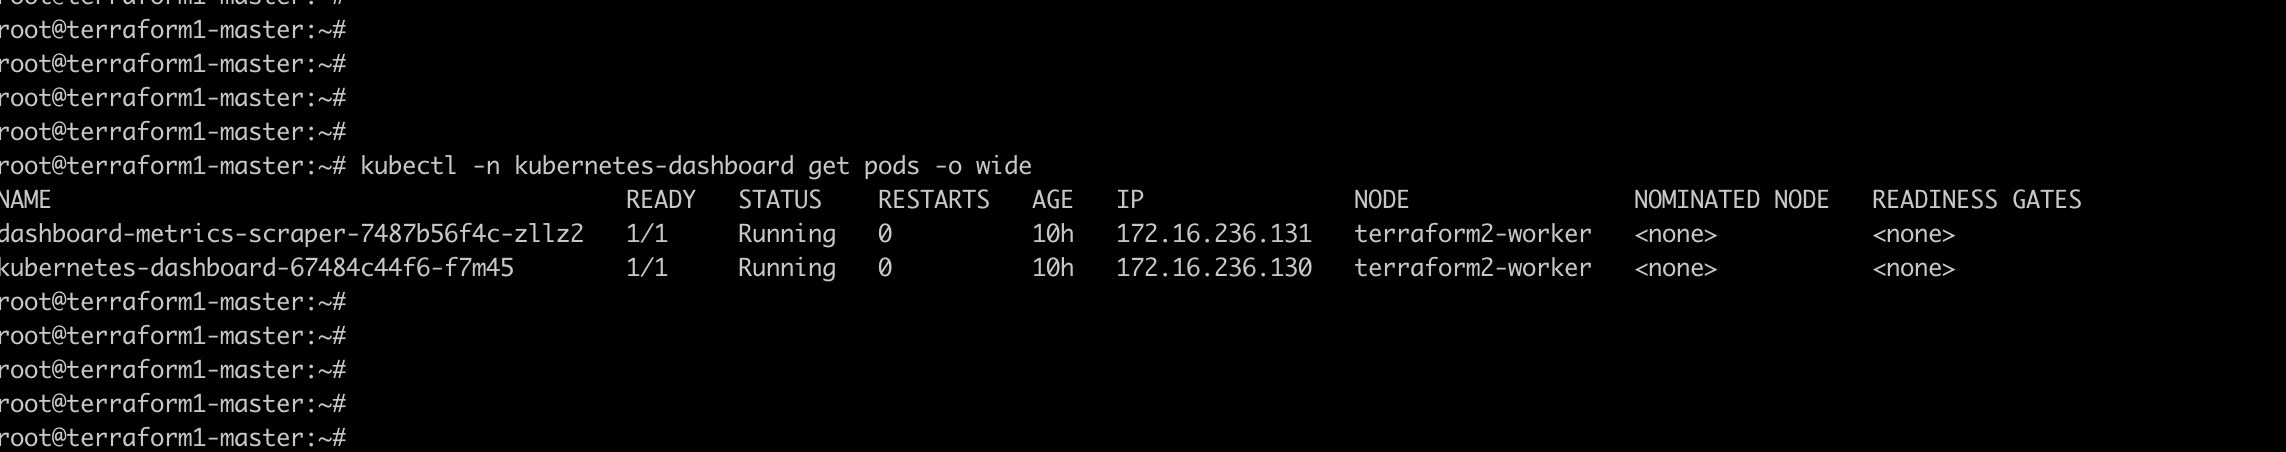 root@terraform1-master:~#
root@terraform1-master:~#
root@terraform1-master:~#
root@terraform1-master:~#
root@terraform1-master:~#
root@terraform1-master:~# kubectl -n kubernetes-dashboard get pods -o wide
NAME READY STATUS RESTARTS AGE IP NODE NOMINATED NODE READINESS GATES
dashboard-metrics-scraper-7487b56f4c-zllz2 1/1 Running 0 10h 172.16.236.131 terraform2-worker <none> <none>
kubernetes-dashboard-67484c44f6-f7m45 1/1 Running 0 10h 172.16.236.130 terraform2-worker <none> <none>
root@terraform1-master:~#
root@terraform1-master:~#
root@terraform1-master:~#
root@terraform1-master:~#
root@terraform1-master:~#